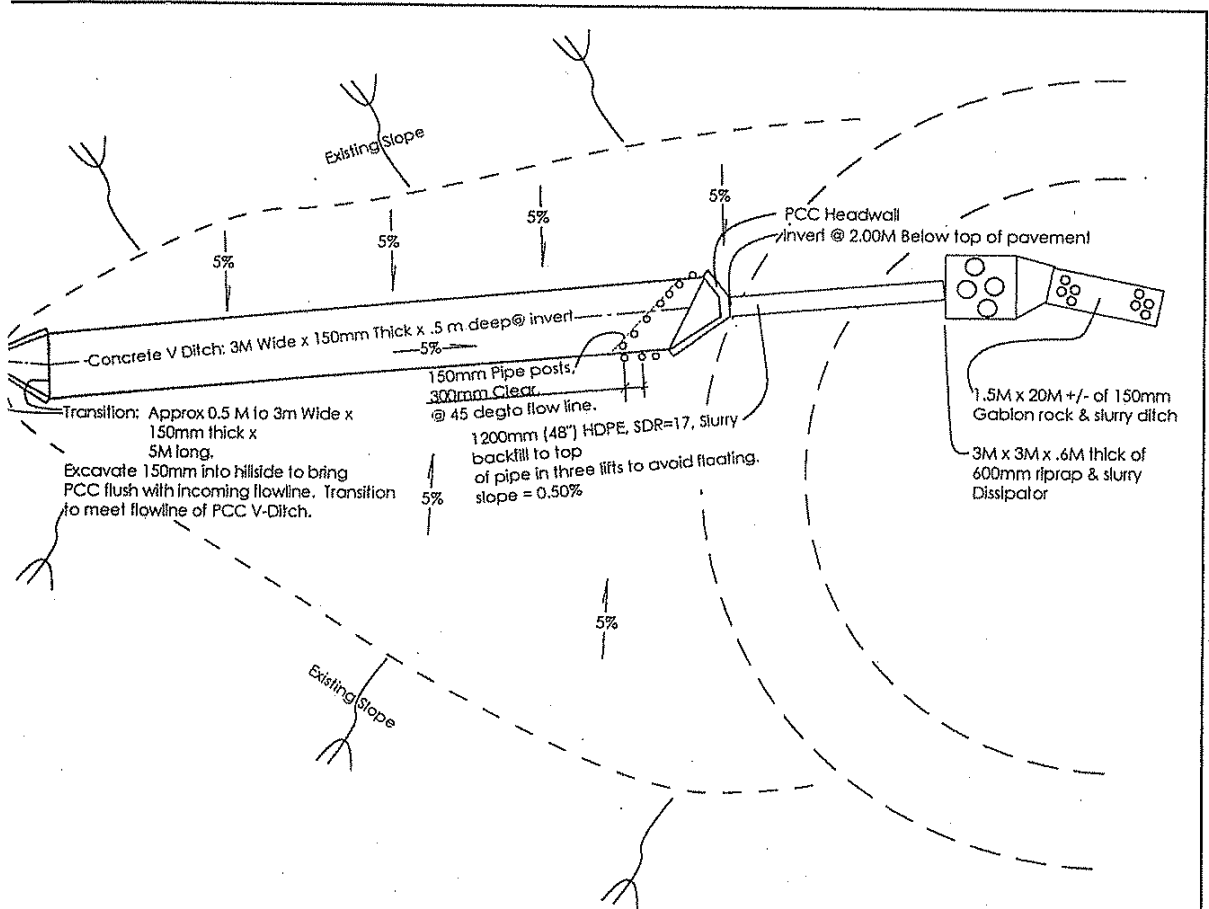 Existing Slope
5%
5%
5%
5%
PCC Headwall
Invert @ 2.00M Below top of pavement
Concrete V Ditch: 3M Wide x 150mm Thick x .5 m deep@ invert
5%
150mm Pipe posts,
300mm Clear,
@ 45 degto flow line.
Transition: Approx 0.5 M to 3m Wide x
150mm thick x
5M long.
Excavate 150mm into hillside to bring
PCC flush with incoming flowline. Transition
to meet flowline of PCC V-Ditch.
1200mm (48") HDPE, SDR=17, Slurry
backfill to top
of pipe in three lifts to avoid floating.
slope = 0.50%
1.5M x 20M +/- of 150mm
Gabion rock & slurry ditch
3M x 3M x .6M thick of
600mm riprap & slurry
Dissipator
5%
5%
Existing Slope